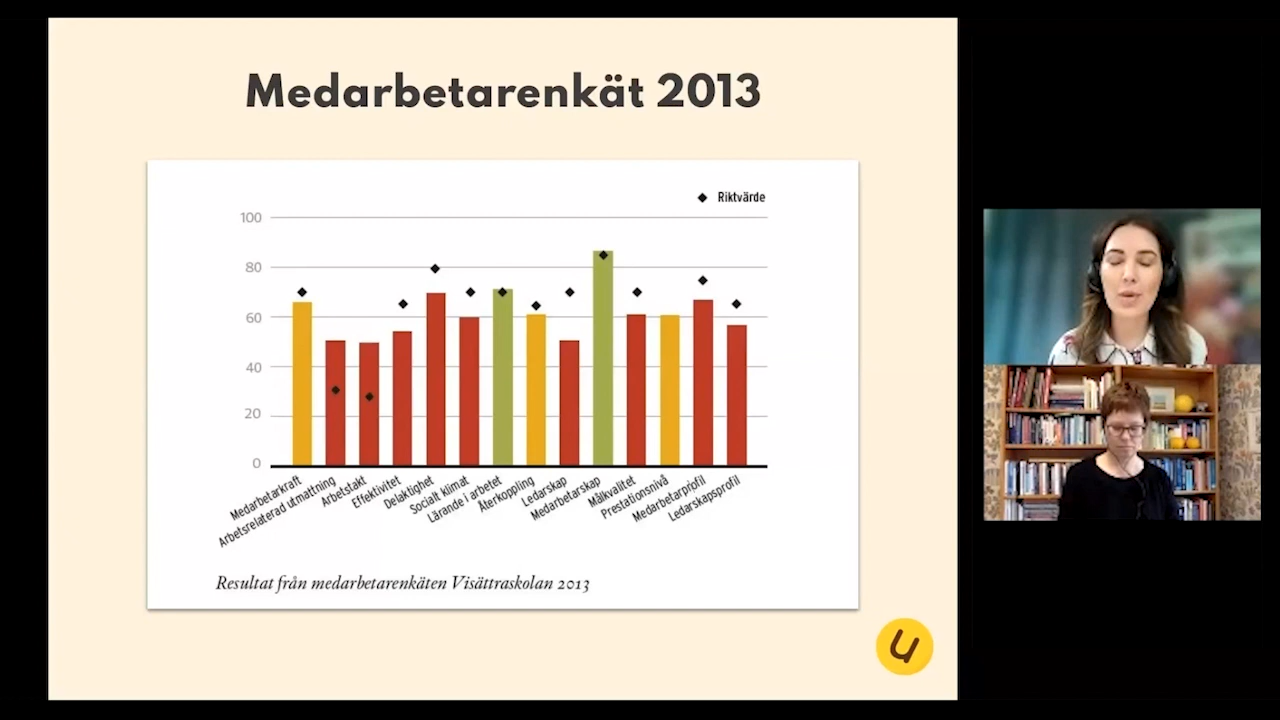 Medarbetarenkät 2013
Riktvärde
100
80
60
40
20
0
Medarbetarkraft
Arbetsrelaterad utmattning
Arbetstakt
Effektivitet
Delaktighet
Socialt klimat
Lärande i arbetet
Återkoppling
Ledarskap
Medarbetarskap
Målkvalitet
Prestationsnivå
Medarbetarprofil
Ledarskapsprofil
Resultat från medarbetarenkäten Visättraskolan 2013